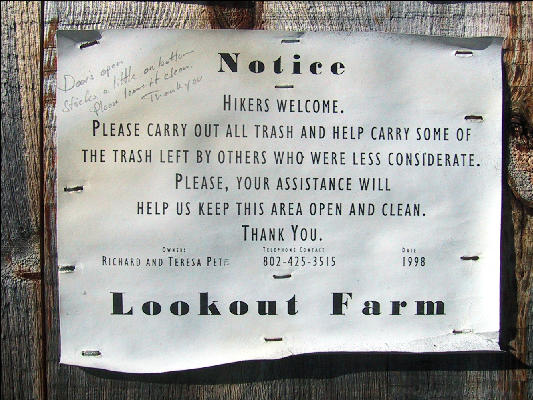 Door's open
Sticks a little on bottom
Please leave it clean.
Thank you
Notice
HIKERS WELCOME.
PLEASE CARRY OUT ALL TRASH AND HELP CARRY SOME OF
THE TRASH LEFT BY OTHERS WHO WERE LESS CONSIDERATE.
PLEASE, YOUR ASSISTANCE WILL
HELP US KEEP THIS AREA OPEN AND CLEAN.
THANK YOU.
OWNERS TELEPHONE CONTACT DATE
RICHARD AND TERESA 802-425-3515 1998
Lookout Farm